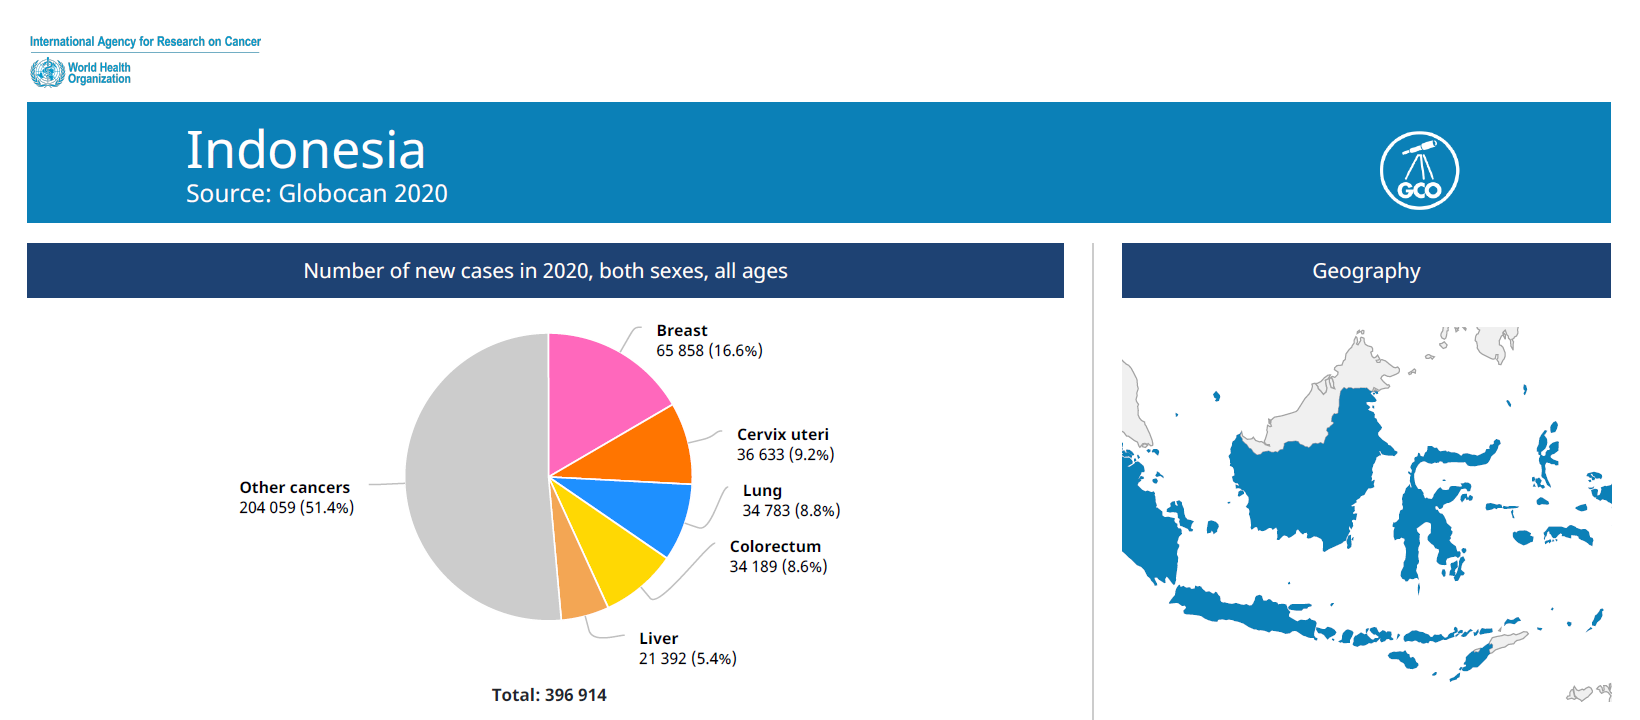 International Agency for Research on Cancer
World Health
Organization
Indonesia
Source: Globocan 2020
GCO
Number of new cases in 2020, both sexes, all ages
Geography
Breast
65 858 (16.6%)
Cervix uteri
36 633 (9.2%)
Lung
34 783 (8.8%)
Colorectum
34 189 (8.6%)
Liver
21 392 (5.4%)
Other cancers
204 059 (51.4%)
Total: 396 914